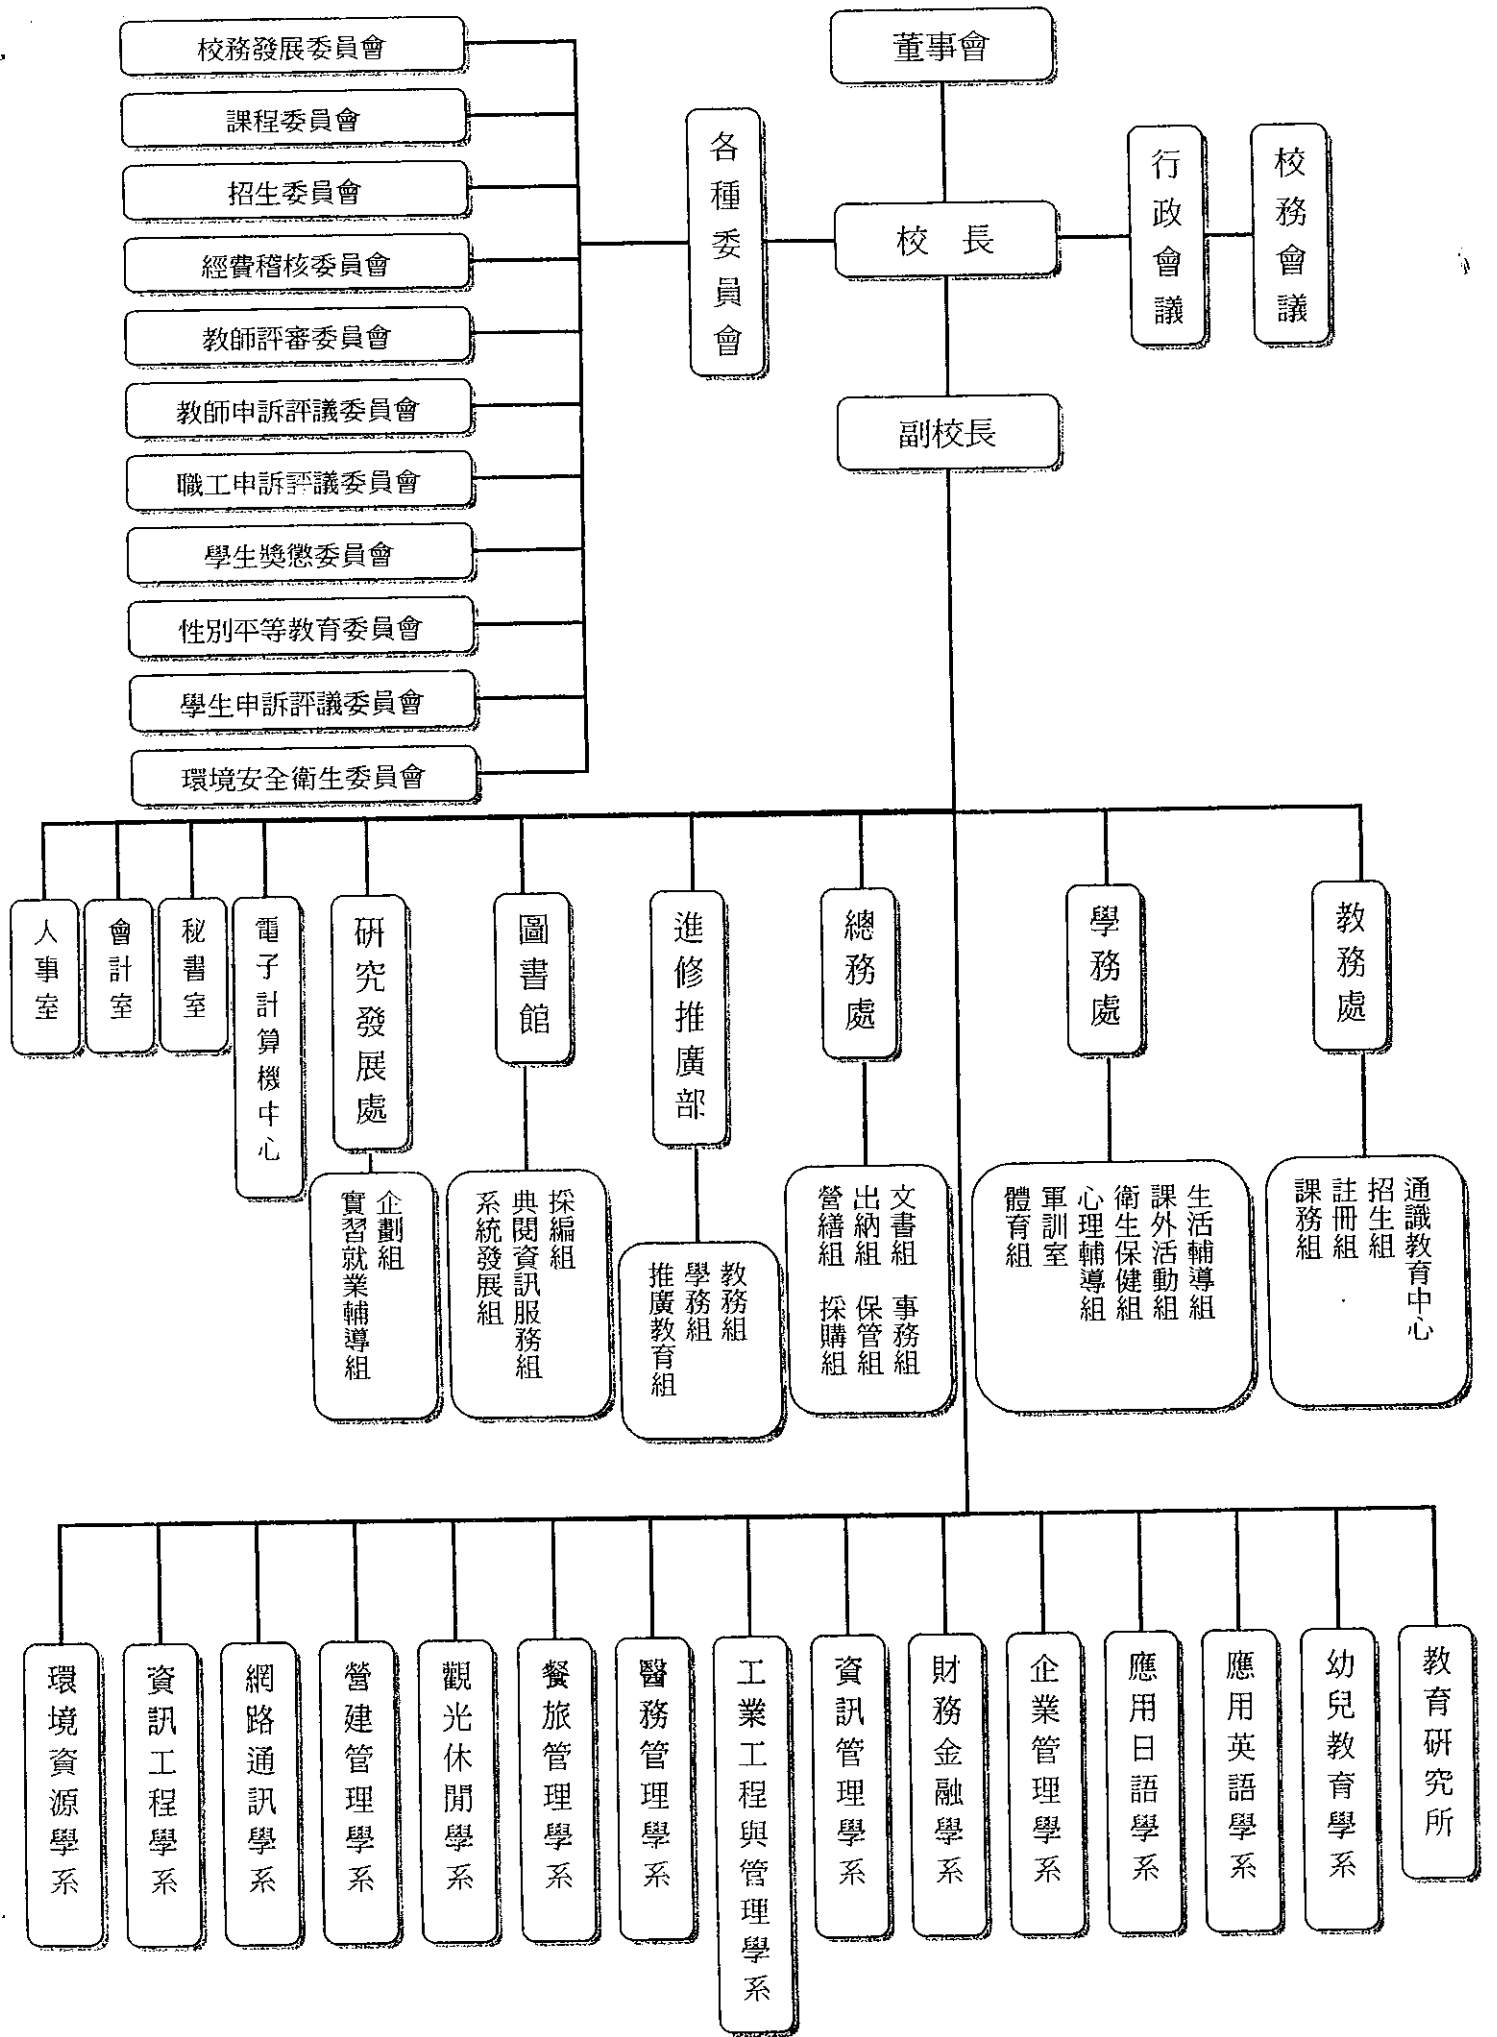 董事會
校務發展委員會
課程委員會
招生委員會
經費稽核委員會
教師評審委員會
教師申訴評議委員會
職工申訴評議委員會
學生獎懲委員會
性別平等教育委員會
學生申訴評議委員會
環境安全衛生委員會
各種委員會
校 長
行政會議
校務會議
副校長
教務處
學務處
總務處
進修推廣部
圖書館
研究發展處
電子計算機中心
秘書室
會計室
人事室
通識教育中心
招生組
註冊組
課務組
生活輔導組
課外活動組
衛生保健組
心理輔導組
軍訓室
體育組
文書組 事務組
出納組 保管組
營繕組 採購組
教務組
學務組
推廣教育組
採編組
典閱資訊服務組
系統發展組
企劃組
實習就業輔導組
教育研究所
幼兒教育學系
應用英語學系
應用日語學系
企業管理學系
財務金融學系
資訊管理學系
工業工程與管理學系
醫務管理學系
餐旅管理學系
觀光休閒學系
營建管理學系
網路通訊學系
資訊工程學系
環境資源學系